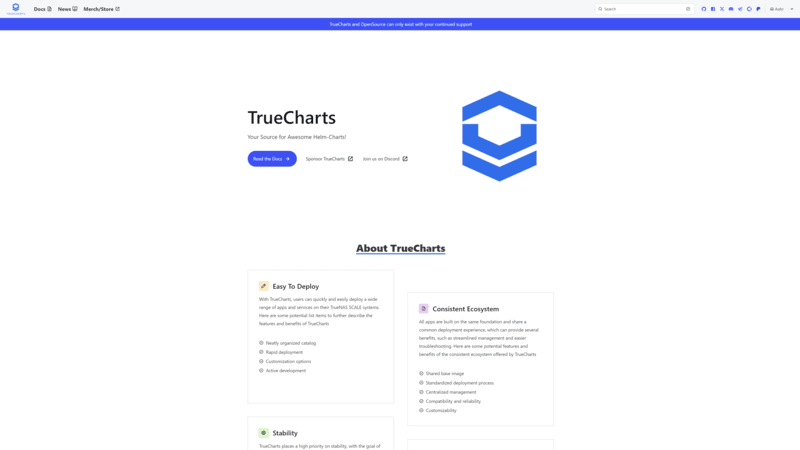 TRUECHARTS
Docs
News
Merch/Store
Search
Auto
TrueCharts and OpenSource can only exist with your continued support
TrueCharts
Your Source for Awesome Helm-Charts!
Read the Docs
Sponsor TrueCharts
Join us on Discord
About TrueCharts
Easy To Deploy
With TrueCharts, users can quickly and easily deploy a wide
range of apps and services on their TrueNAS SCALE systems.
Here are some potential list items to further describe the
features and benefits of TrueCharts
Neatly organized catalog
Rapid deployment
Customization options
Active development
Consistent Ecosystem
All apps are built on the same foundation and share a
common deployment experience, which can provide several
benefits, such as streamlined management and easier
troubleshooting. Here are some potential features and
benefits of the consistent ecosystem offered by TrueCharts
Shared base image
Standardized deployment process
Centralized management
Compatibility and reliability
Customisability
Stability
TrueCharts places a high priority on stability, with the goal of